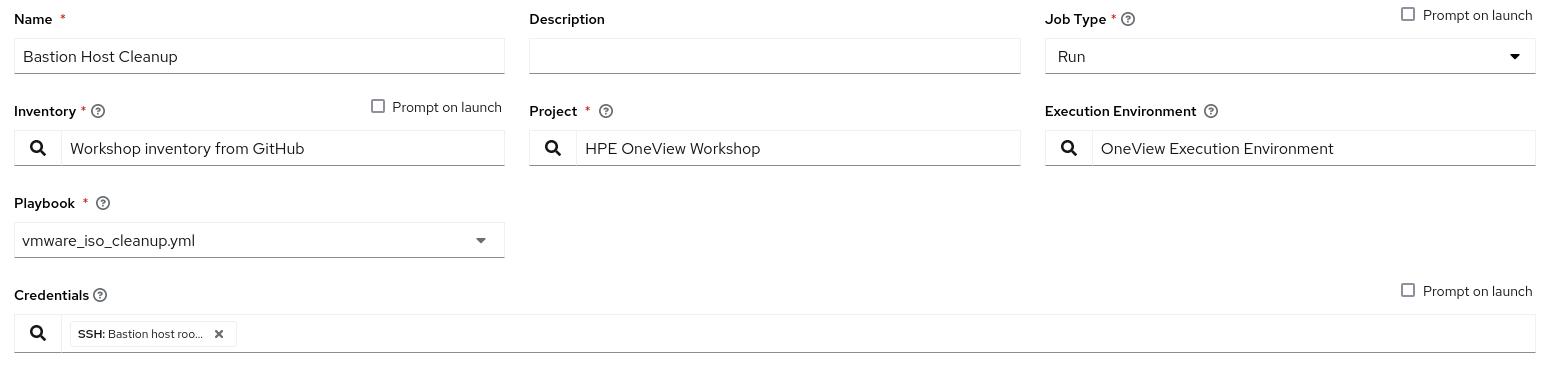 Name *
Description
Job Type * Prompt on launch
Bastion Host Cleanup
Run
Inventory * Prompt on launch
Project *
Execution Environment
Workshop inventory from GitHub
HPE OneView Workshop
OneView Execution Environment
Playbook *
vmware_iso_cleanup.yml
Credentials Prompt on launch
SSH: Bastion host roo...